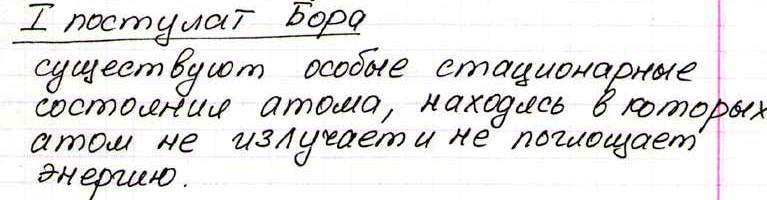 I постулат Бора
существуют особые стационарные
состояния атома, находясь в которых
атом не излучает и не поглощает
энергию.